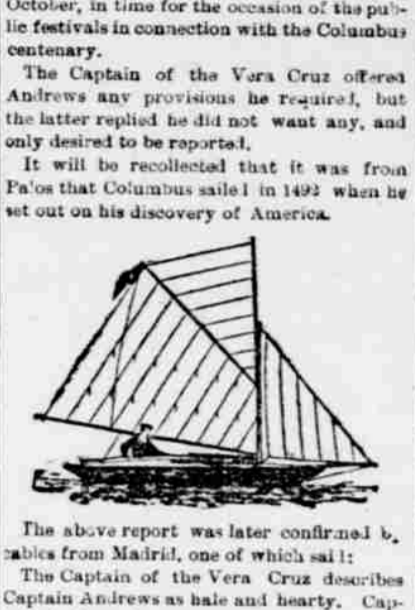 October, in time for the occasion of the pub-
lic festivals in connection with the Columbus
centenary.
The Captain of the Vera Cruz offered
Andrews any provisions he required, but
the latter replied he did not want any, and
only desired to be reported.
It will be recollected that it was from
Palos that Columbus sailed in 1492 when he
set out on his discovery of America.
The above report was later confirmed b,
cables from Madrid, one of which said:
The Captain of the Vera Cruz describes
Captain Andrews as hale and hearty. Cap-